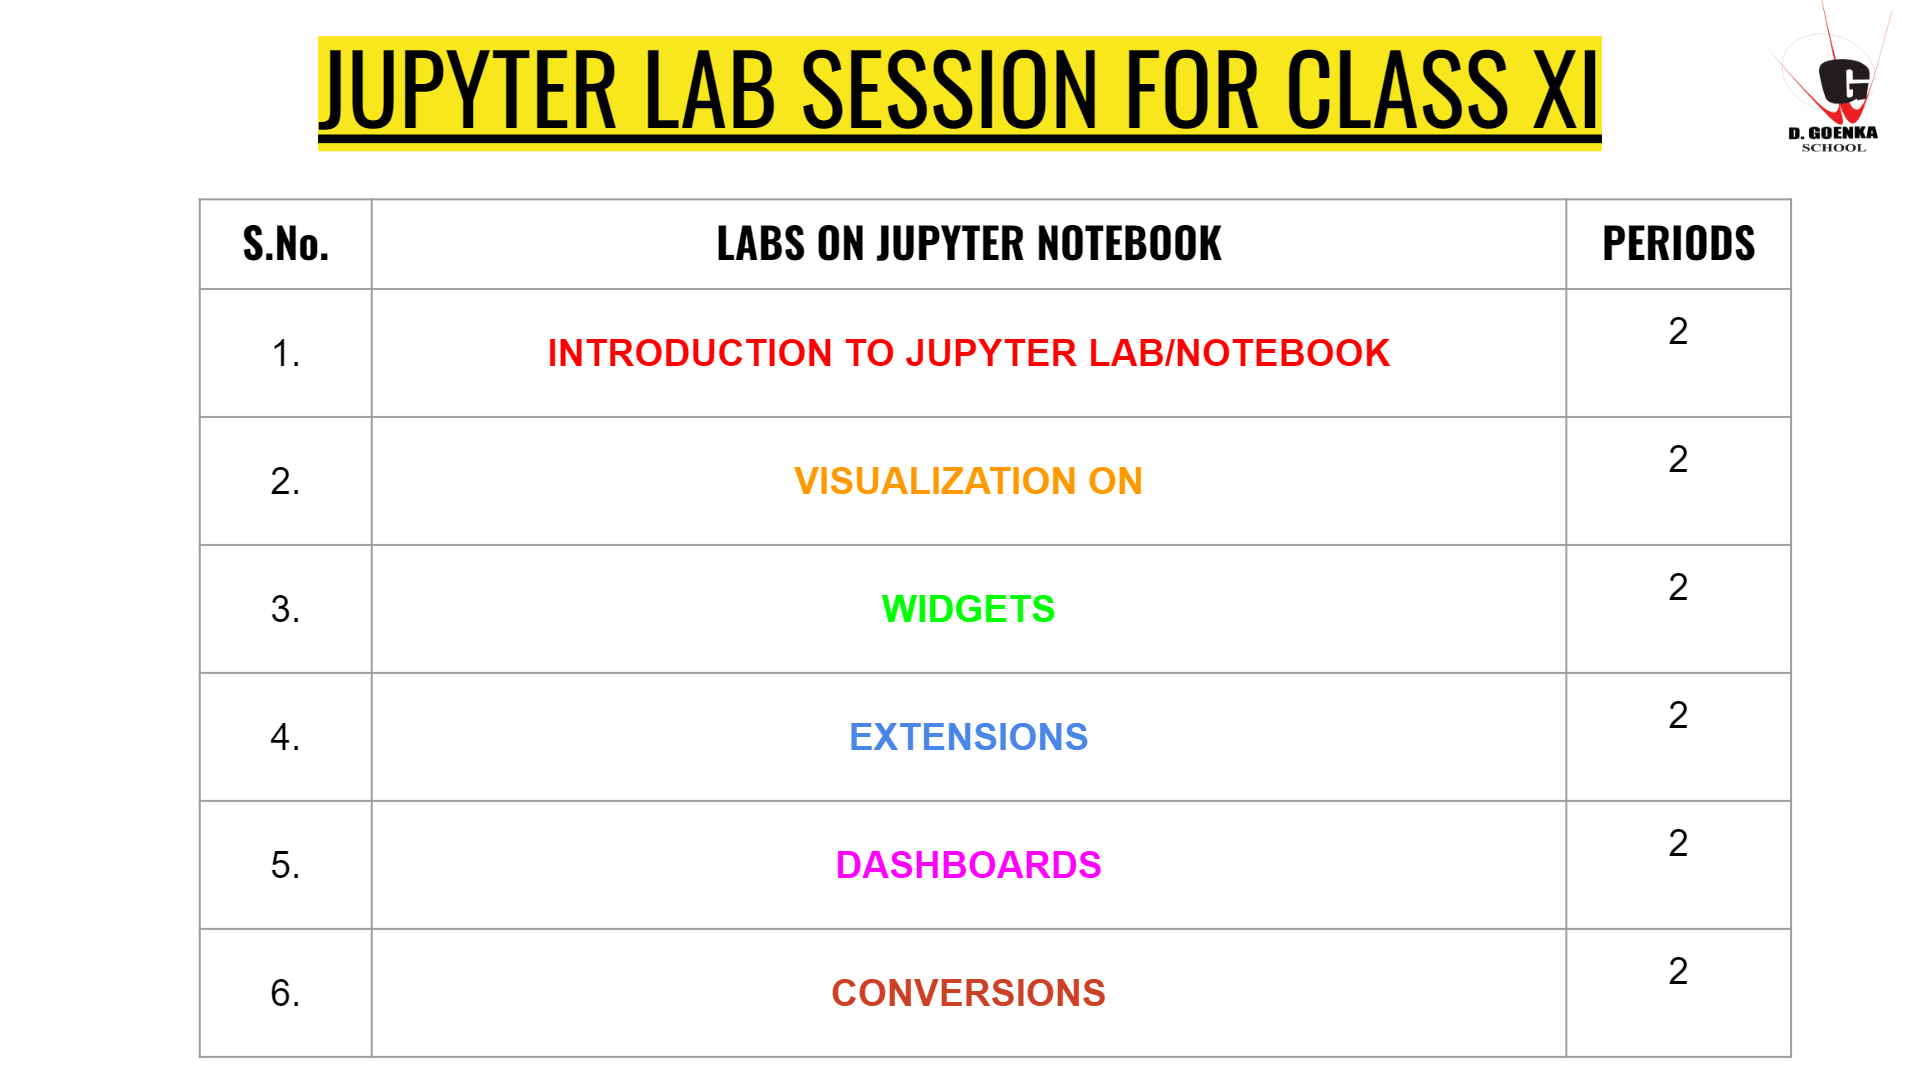 JUPYTER LAB SESSION FOR CLASS XI
G
D. GOENKA
SCHOOL
S.No. LABS ON JUPYTER NOTEBOOK PERIODS
1. INTRODUCTION TO JUPYTER LAB/NOTEBOOK 2
2. VISUALIZATION ON 2
3. WIDGETS 2
4. EXTENSIONS 2
5. DASHBOARDS 2
6. CONVERSIONS 2